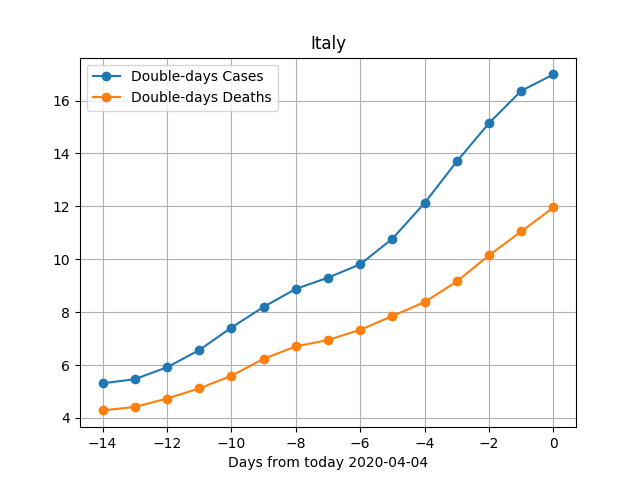 Italy
Double-days Cases
Double-days Deaths
16
14
12
10
8
6
4
−14 −12 −10 −8 −6 −4 −2 0
Days from today 2020-04-04